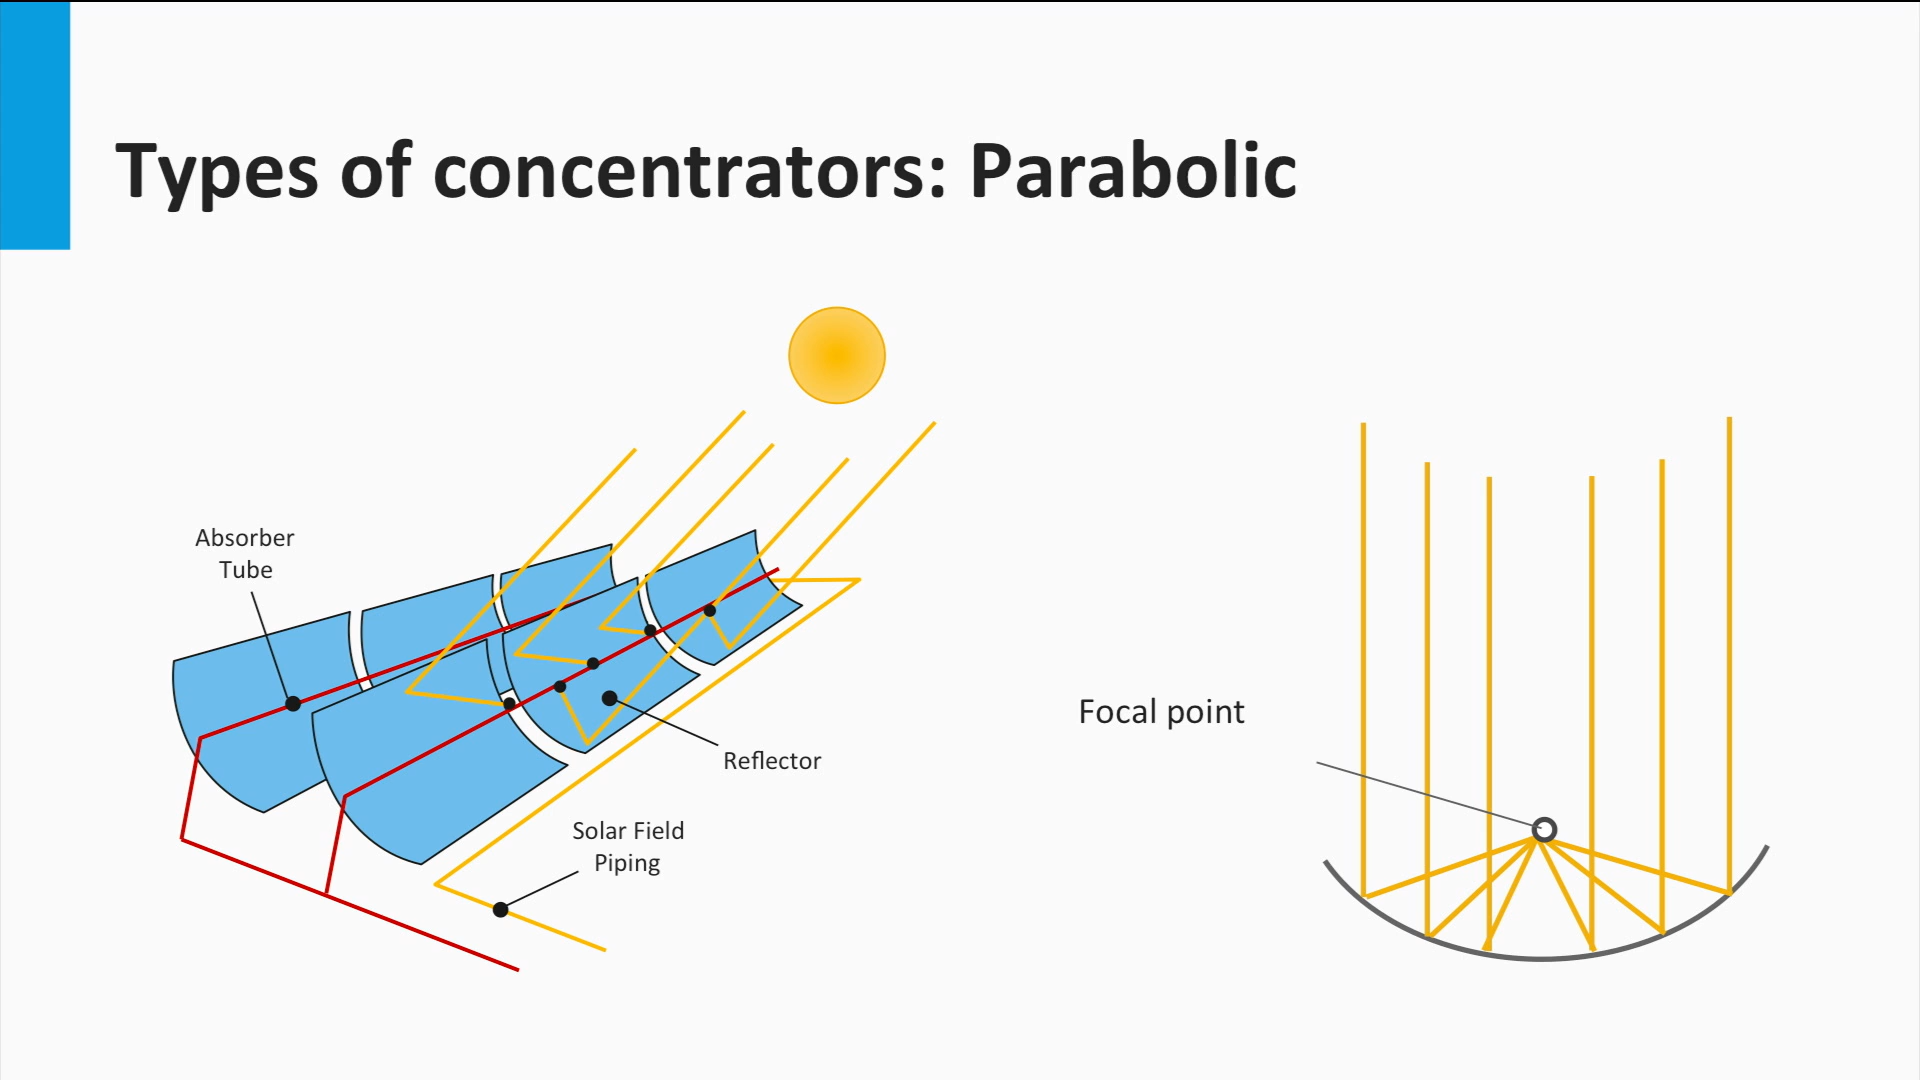 Types of concentrators: Parabolic
Absorber
Tube
Focal point
Reflector
Solar Field
Piping